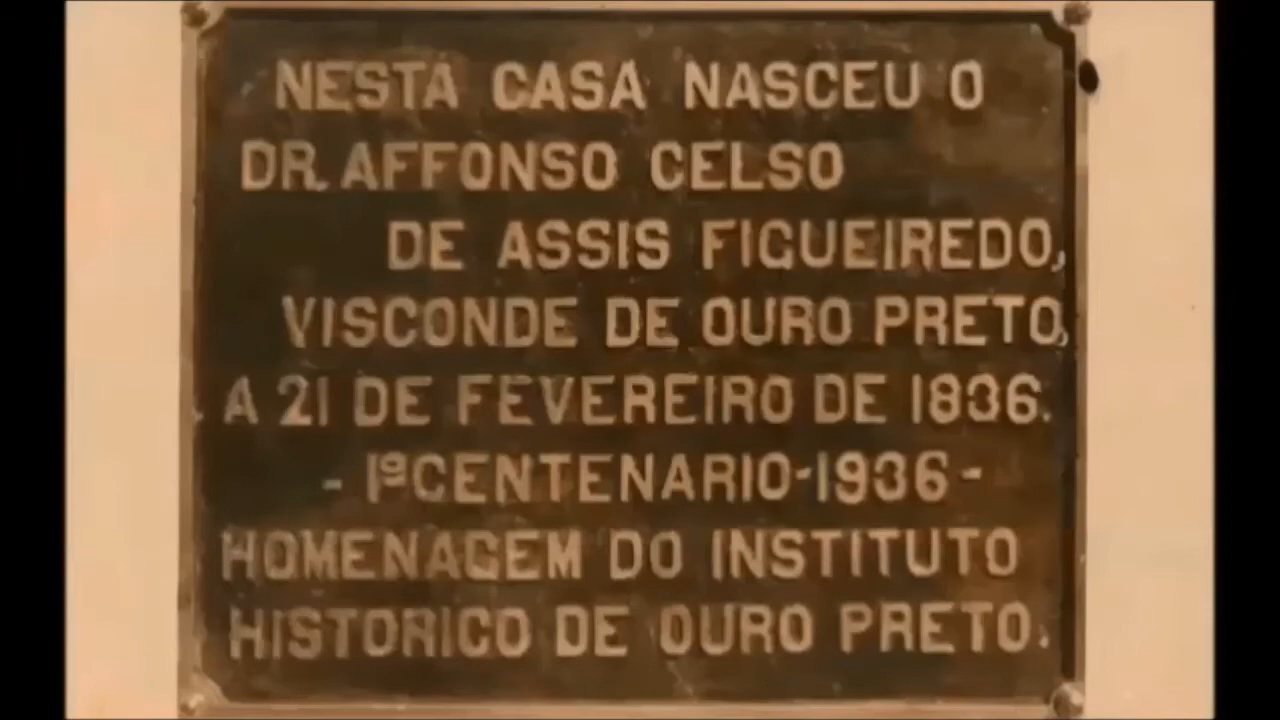 NESTA CASA NASCEU O
DR. AFFONSO CELSO
DE ASSIS FIGUEIREDO,
VISCONDE DE OURO PRETO,
A 21 DE FEVEREIRO DE 1836.
- 1º CENTENARIO - 1936 -
HOMENAGEM DO INSTITUTO
HISTORICO DE OURO PRETO.